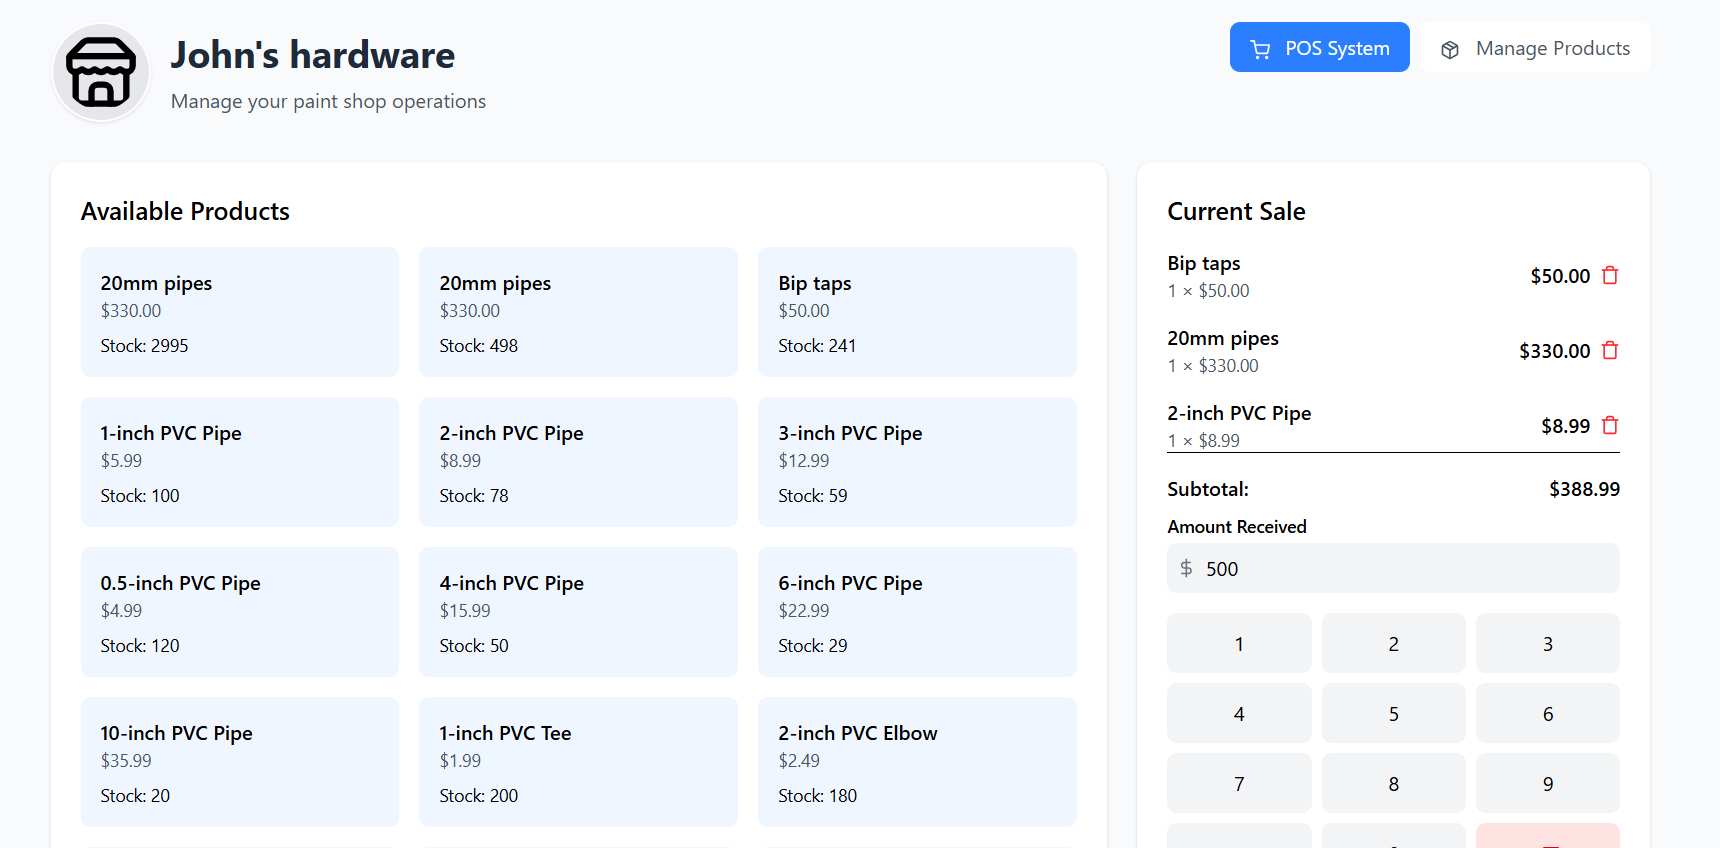 John's hardware
Manage your paint shop operations
POS System
Manage Products
Available Products
20mm pipes
$330.00
Stock: 2995
20mm pipes
$330.00
Stock: 498
Bip taps
$50.00
Stock: 241
1-inch PVC Pipe
$5.99
Stock: 100
2-inch PVC Pipe
$8.99
Stock: 78
3-inch PVC Pipe
$12.99
Stock: 59
0.5-inch PVC Pipe
$4.99
Stock: 120
4-inch PVC Pipe
$15.99
Stock: 50
6-inch PVC Pipe
$22.99
Stock: 29
10-inch PVC Pipe
$35.99
Stock: 20
1-inch PVC Tee
$1.99
Stock: 200
2-inch PVC Elbow
$2.49
Stock: 180
Current Sale
Bip taps
1 × $50.00
$50.00
20mm pipes
1 × $330.00
$330.00
2-inch PVC Pipe
1 × $8.99
$8.99
Subtotal: $388.99
Amount Received
$ 500
1 2 3
4 5 6
7 8 9